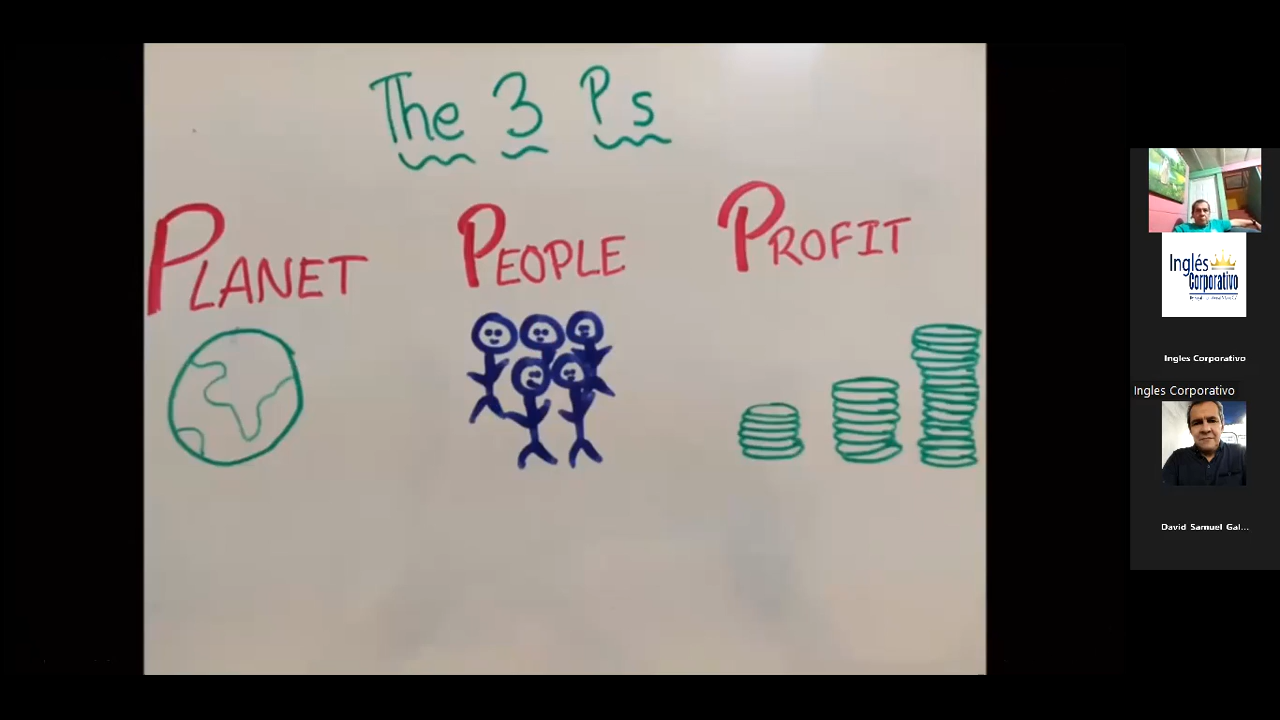 The 3 Ps
PLANET PEOPLE PROFIT
Inglés
Corporativo
Ingles Corporativo
Ingles Corporativo
David Samuel Gal...